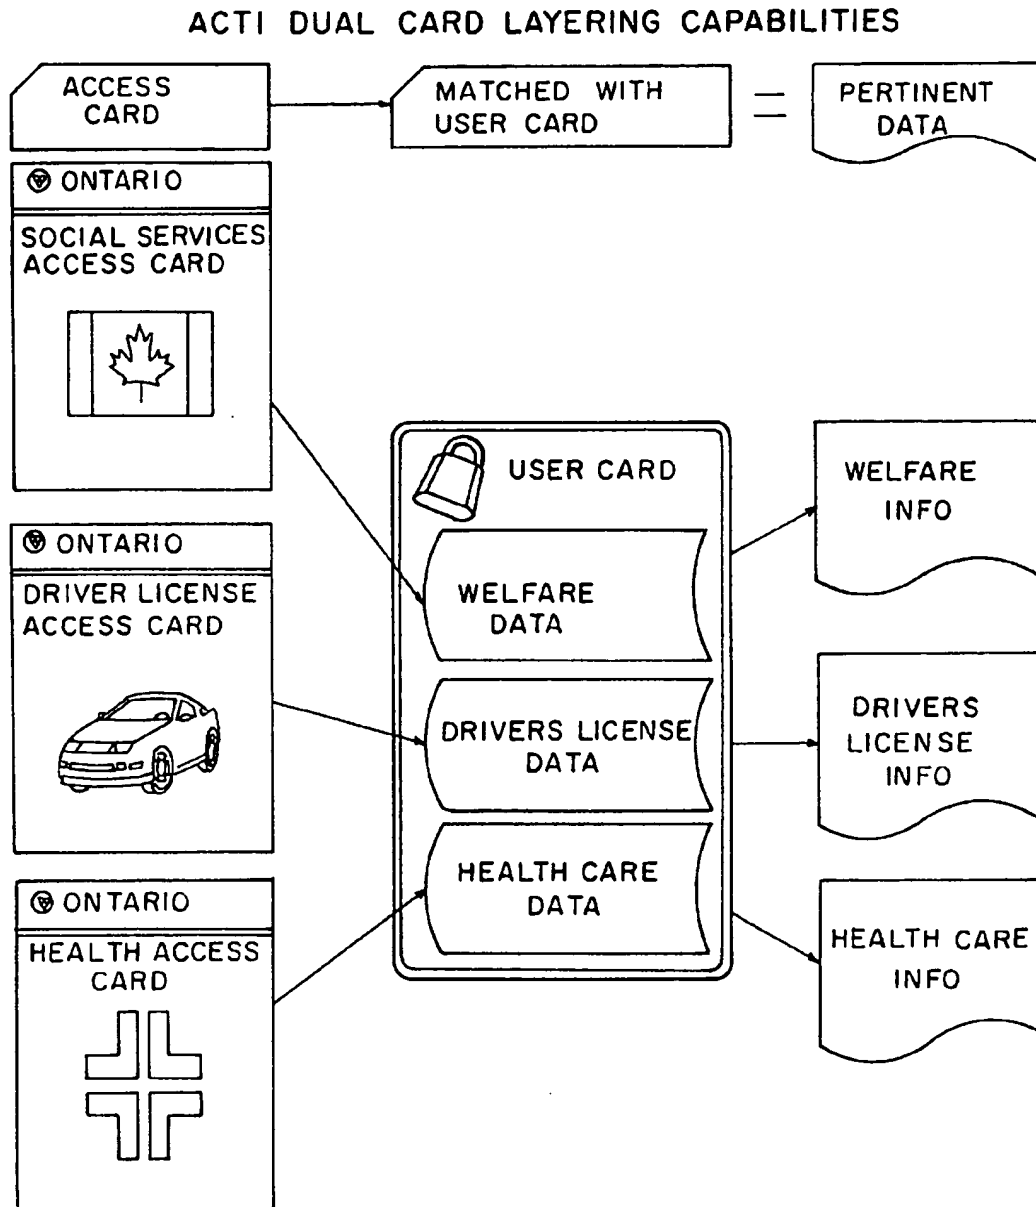 ACTI DUAL CARD LAYERING CAPABILITIES
ACCESS
CARD
MATCHED WITH
USER CARD
=
PERTINENT
DATA
ONTARIO
SOCIAL SERVICES
ACCESS CARD
ONTARIO
DRIVER LICENSE
ACCESS CARD
ONTARIO
HEALTH ACCESS
CARD
USER CARD
WELFARE
DATA
DRIVERS LICENSE
DATA
HEALTH CARE
DATA
WELFARE
INFO
DRIVERS
LICENSE
INFO
HEALTH CARE
INFO